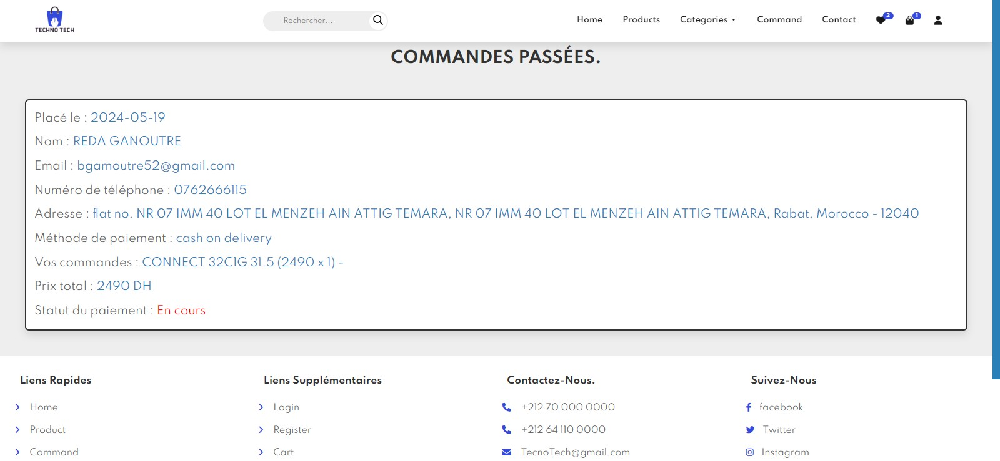 TECHNO TECH
Rechercher...
Home
Products
Categories
Command
Contact
2
1
COMMANDES PASSÉES.
Placé le : 2024-05-19
Nom : REDA GANOUTRE
Email : bgamoutre52@gmail.com
Numéro de téléphone : 0762666115
Adresse : flat no. NR 07 IMM 40 LOT EL MENZEH AIN ATTIG TEMARA, NR 07 IMM 40 LOT EL MENZEH AIN ATTIG TEMARA, Rabat, Morocco - 12040
Méthode de paiement : cash on delivery
Vos commandes : CONNECT 32C1G 31.5 (2490 x 1) -
Prix total : 2490 DH
Statut du paiement : En cours
Liens Rapides
Home
Product
Command
Liens Supplémentaires
Login
Register
Cart
Contactez-Nous.
+212 70 000 0000
+212 64 110 0000
TecnoTech@gmail.com
Suivez-Nous
facebook
Twitter
Instagram